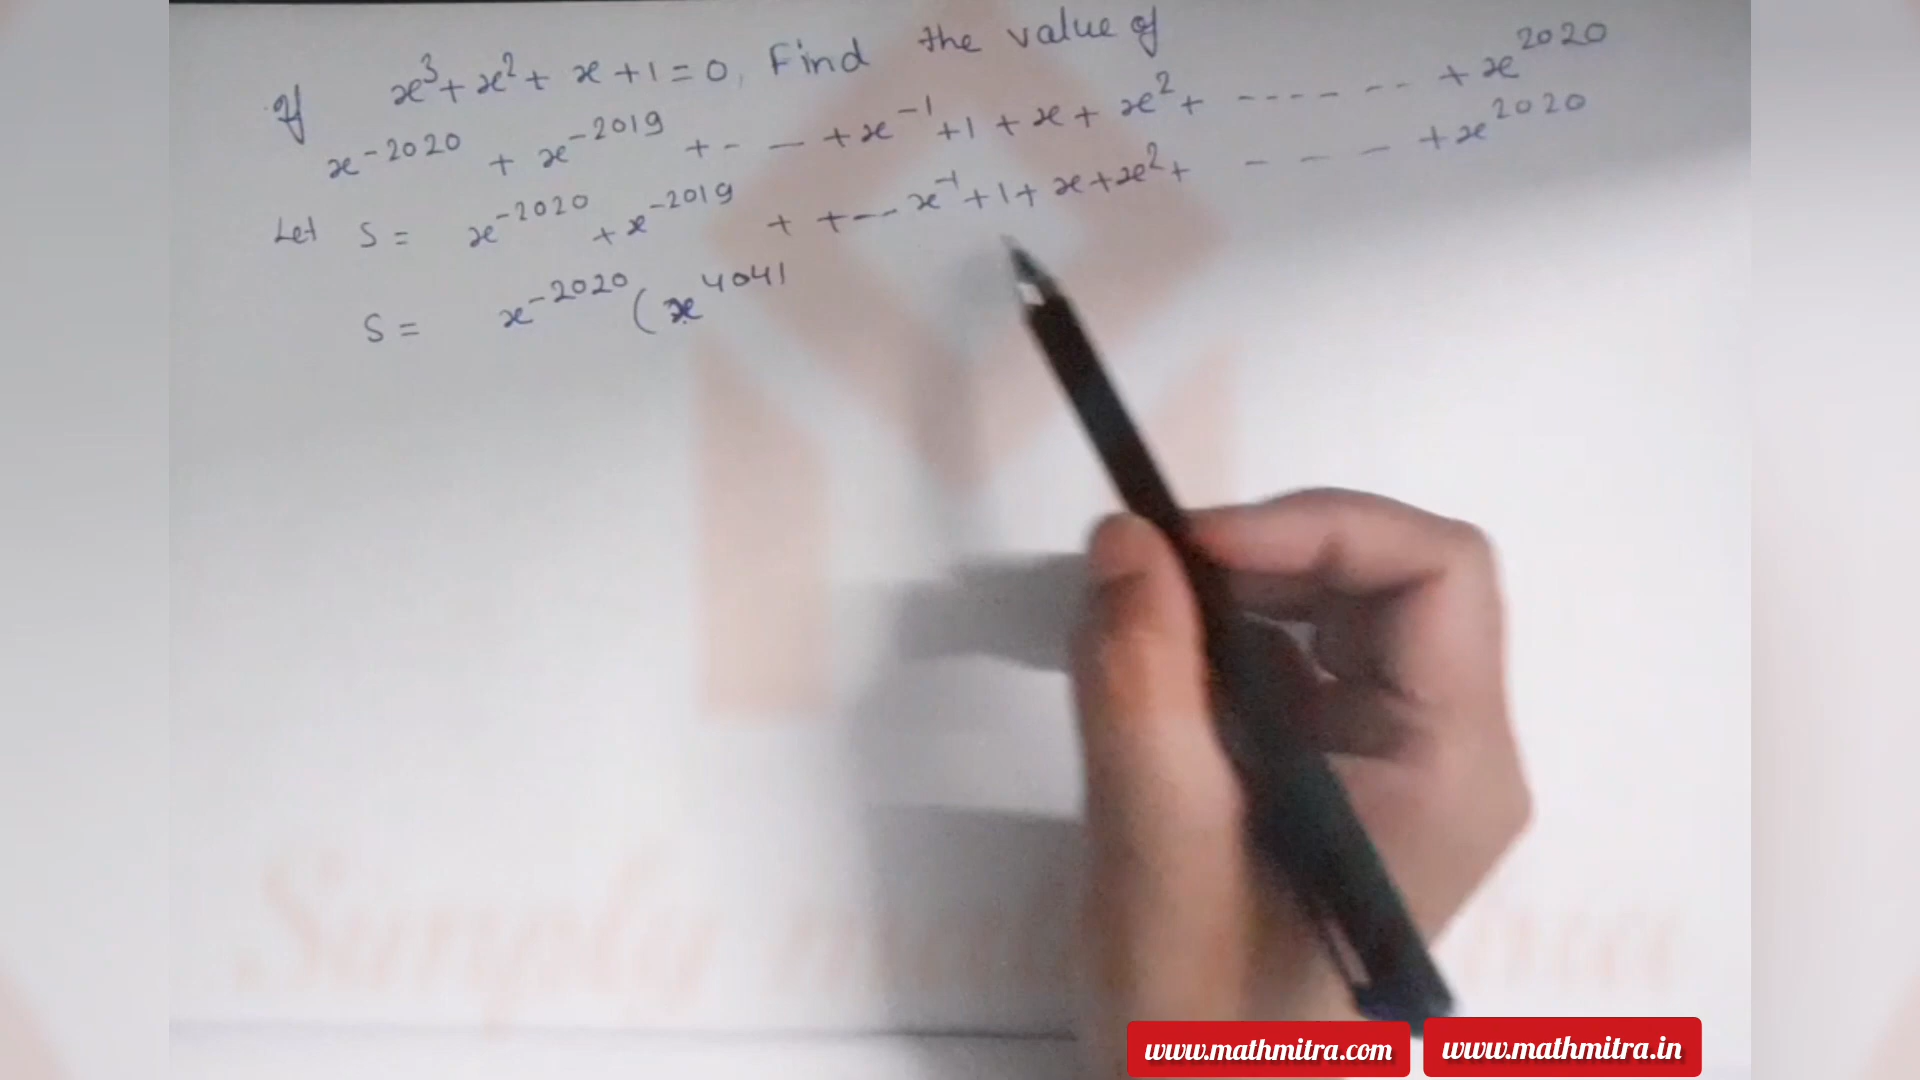 If x³ + x² + x + 1 = 0, Find the value of
x⁻²⁰²⁰ + x⁻²⁰¹⁹ + - — + x⁻¹ + 1 + x + x² + ------- + x²⁰²⁰
Let S = x⁻²⁰²⁰ + x⁻²⁰¹⁹ + + --- x⁻¹ + 1 + x + x² + - - - - + x²⁰²⁰
S = x⁻²⁰²⁰ (x⁴⁰⁴¹
Simply
www.mathmitra.com www.mathmitra.in